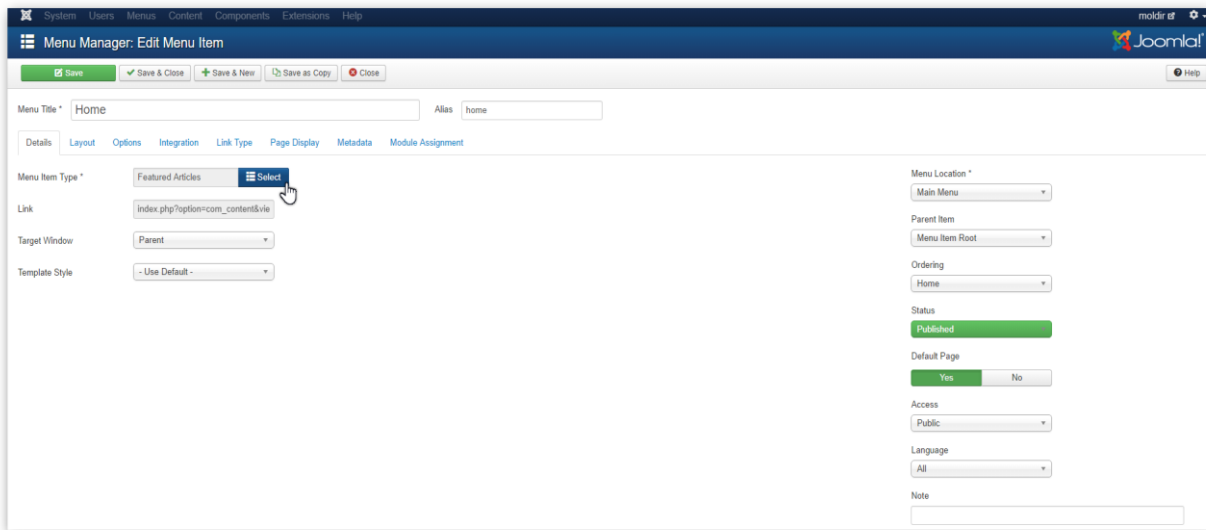 System Users Menus Content Components Extensions Help moldir
Menu Manager: Edit Menu Item Joomla!
Save Save & Close Save & New Save as Copy Close Help
Menu Title * Home Alias home
Details Layout Options Integration Link Type Page Display Metadata Module Assignment
Menu Item Type * Featured Articles Select
Link index.php?option=com_content&vie
Target Window Parent
Template Style - Use Default -
Menu Location *
Main Menu
Parent Item
Menu Item Root
Ordering
Home
Status
Published
Default Page
Yes No
Access
Public
Language
All
Note